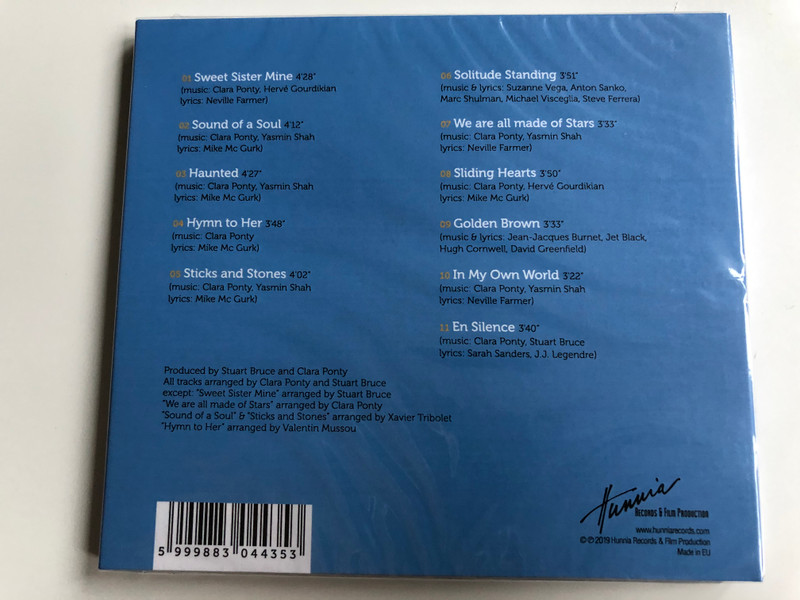 01 Sweet Sister Mine 4'28"
(music: Clara Ponty, Hervé Gourdikian
lyrics: Neville Farmer)
02 Sound of a Soul 4'12"
(music: Clara Ponty, Yasmin Shah
lyrics: Mike Mc Gurk)
03 Haunted 4'27"
(music: Clara Ponty, Yasmin Shah
lyrics: Mike Mc Gurk)
04 Hymn to Her 3'48"
(music: Clara Ponty
lyrics: Mike Mc Gurk)
05 Sticks and Stones 4'02"
(music: Clara Ponty, Yasmin Shah
lyrics: Mike Mc Gurk)
06 Solitude Standing 3'51"
(music & lyrics: Suzanne Vega, Anton Sanko,
Marc Shulman, Michael Visceglia, Steve Ferrera)
07 We are all made of Stars 3'33"
(music: Clara Ponty, Yasmin Shah
lyrics: Neville Farmer)
08 Sliding Hearts 3'50"
(music: Clara Ponty, Hervé Gourdikian
lyrics: Mike Mc Gurk)
09 Golden Brown 3'33"
(music & lyrics: Jean-Jacques Burnet, Jet Black,
Hugh Cornwell, David Greenfield)
10 In My Own World 3'22"
(music: Clara Ponty, Yasmin Shah
lyrics: Neville Farmer)
11 En Silence 3'40"
(music: Clara Ponty, Stuart Bruce
lyrics: Sarah Sanders, J.J. Legendre)
Produced by Stuart Bruce and Clara Ponty
All tracks arranged by Clara Ponty and Stuart Bruce
except: "Sweet Sister Mine" arranged by Stuart Bruce
"We are all made of Stars" arranged by Clara Ponty
"Sound of a Soul" & "Sticks and Stones" arranged by Xavier Tribolet
"Hymn to Her" arranged by Valentin Mussou
5 999883 044353
Hunnia
Records & Film Production
www.hunniarecords.com
©℗2019 Hunnia Records & Film Production
Made in EU